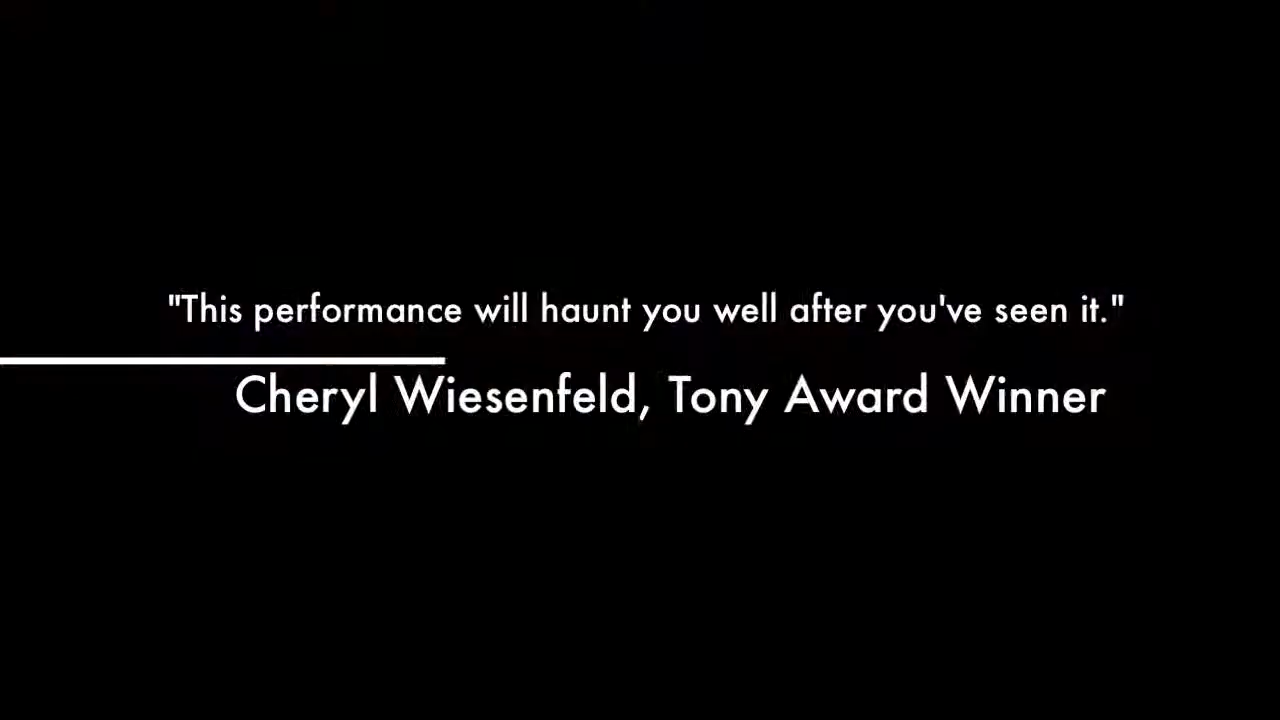 "This performance will haunt you well after you've seen it."
Cheryl Wiesenfeld, Tony Award Winner